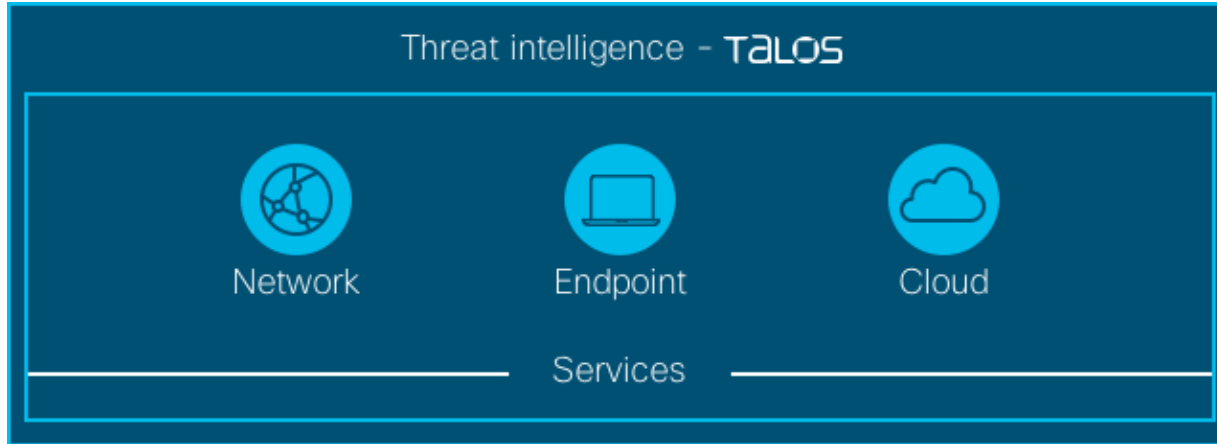 Threat intelligence - TALOS
Network Endpoint Cloud
Services